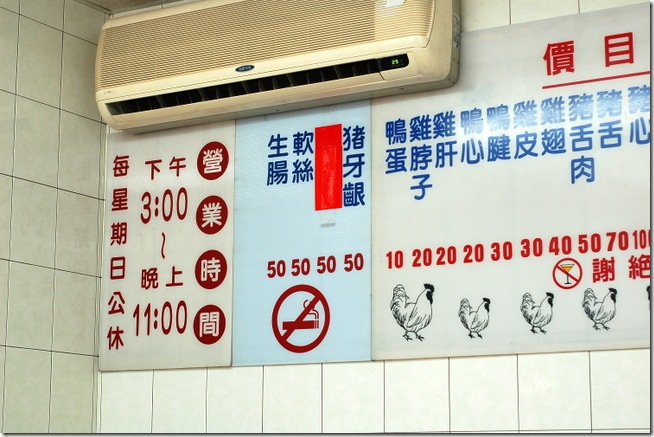 營業時間
下午
3:00
~
晚上
11:00
每星期日公休
生腸
軟絲
猪牙齦
50 50 50 50
價目
鴨蛋
雞脖子
雞肝
鴨心
鴨腱
雞皮
雞翅
豬舌肉
豬舌
豬心
10 20 20 20 30 30 40 50 70 100
謝絕